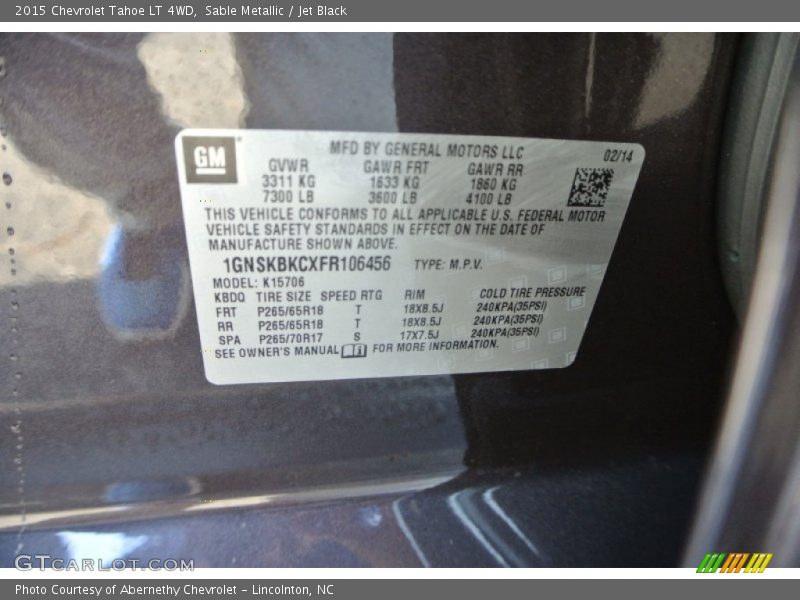 2015 Chevrolet Tahoe LT 4WD, Sable Metallic / Jet Black
GM
MFD BY GENERAL MOTORS LLC 02/14
GVWR GAWR FRT GAWR RR
3311 KG 1633 KG 1860 KG
7300 LB 3600 LB 4100 LB
THIS VEHICLE CONFORMS TO ALL APPLICABLE U.S. FEDERAL MOTOR
VEHICLE SAFETY STANDARDS IN EFFECT ON THE DATE OF
MANUFACTURE SHOWN ABOVE.
1GNSKBKCXFR106456 TYPE: M.P.V.
MODEL: K15706
KBDQ TIRE SIZE SPEED RTG RIM COLD TIRE PRESSURE
FRT P265/65R18 T 18X8.5J 240KPA(35PSI)
RR P265/65R18 T 18X8.5J 240KPA(35PSI)
SPA P265/70R17 S 17X7.5J 240KPA(35PSI)
SEE OWNER'S MANUAL FOR MORE INFORMATION.
GTCARLOT.COM
Photo Courtesy of Abernethy Chevrolet - Lincolnton, NC